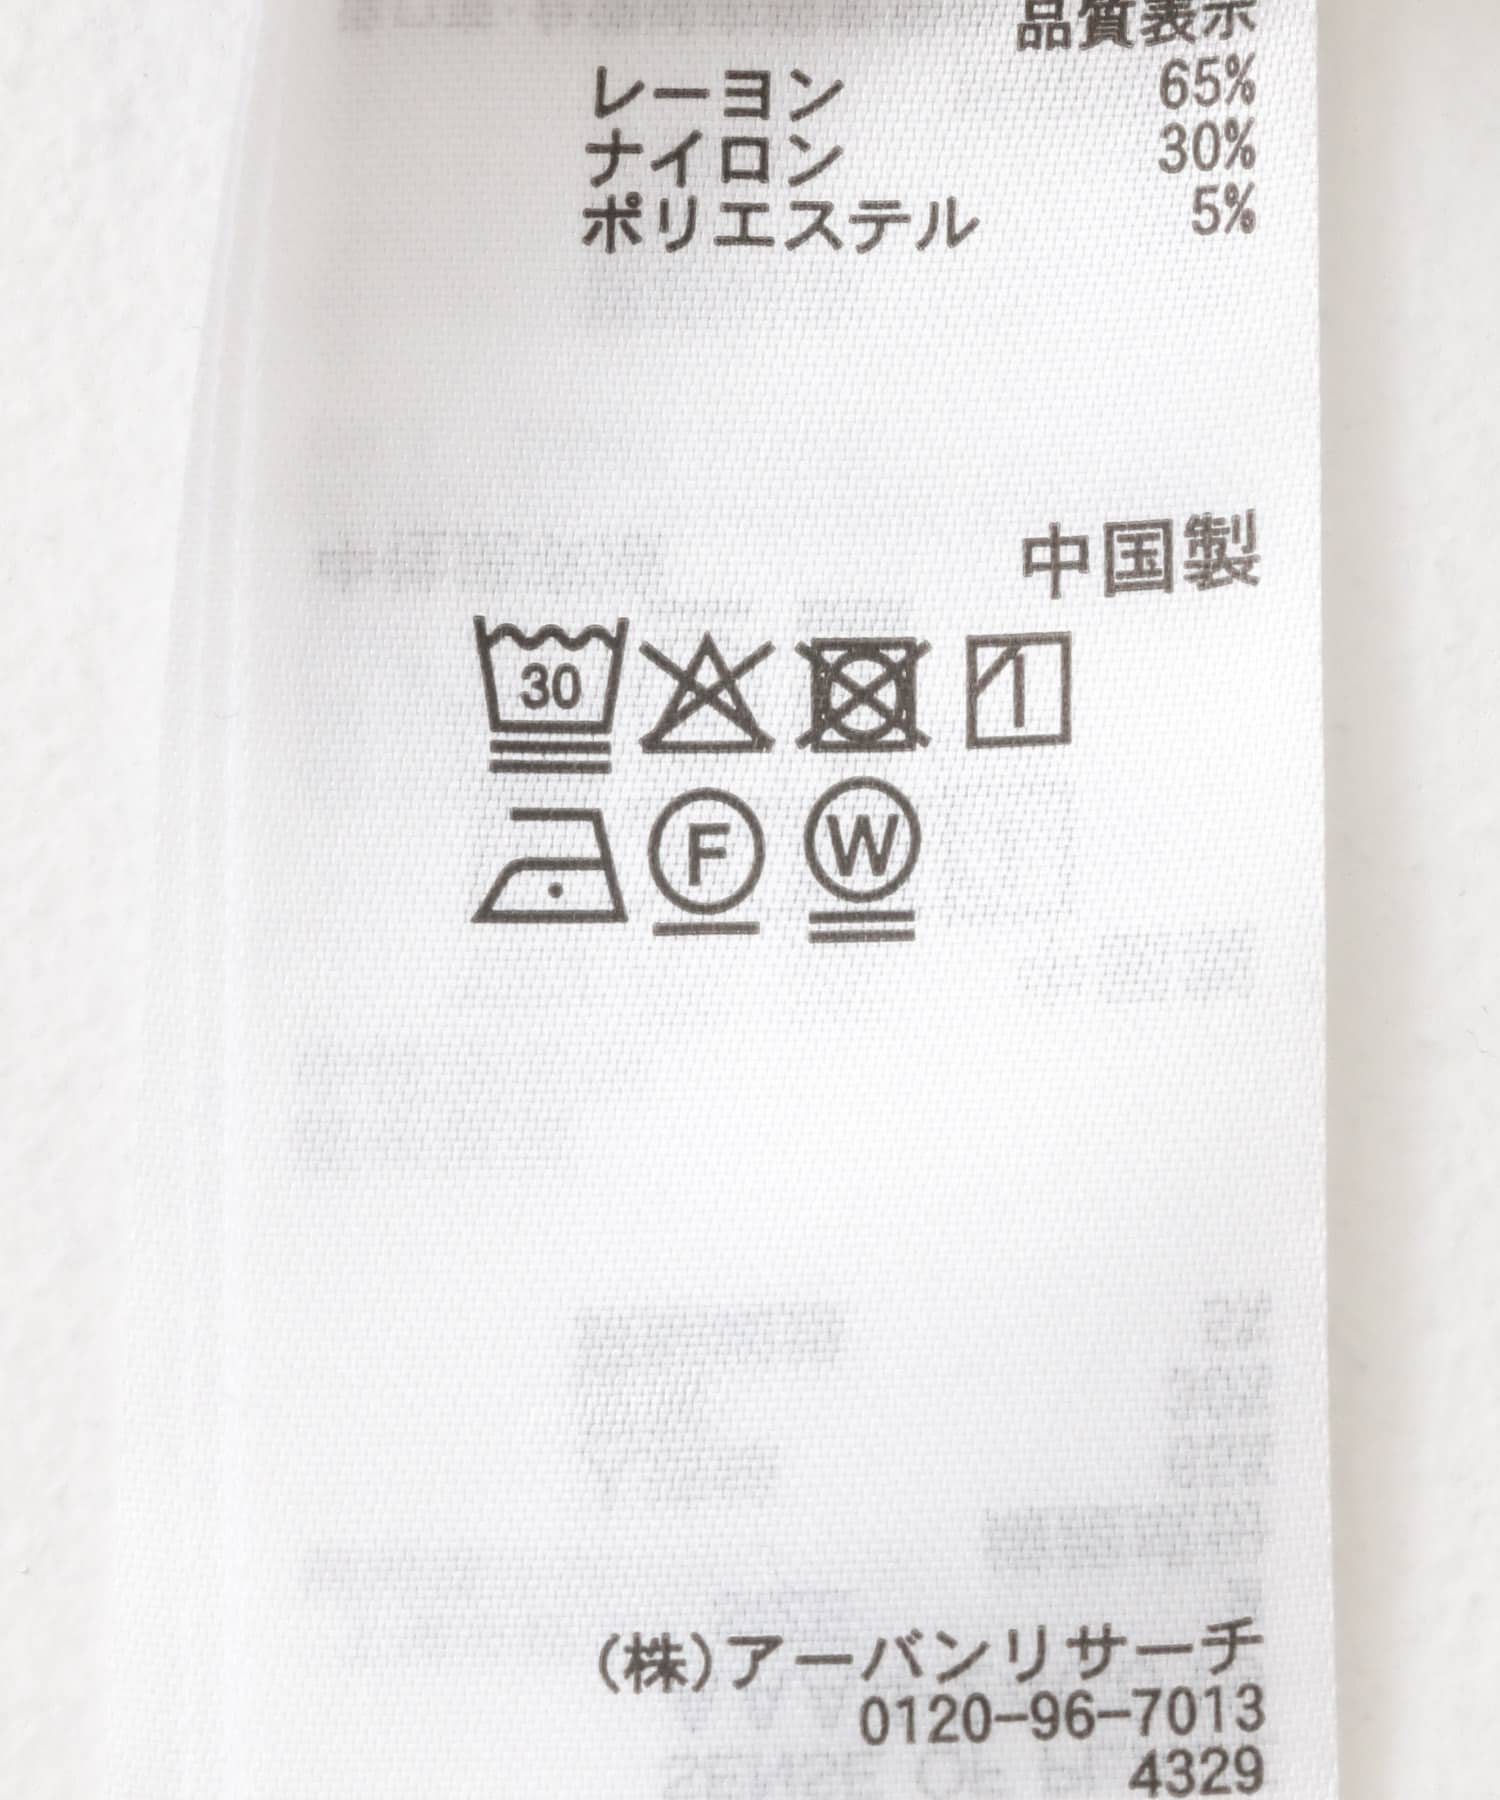 品質表示
レーヨン 65%
ナイロン 30%
ポリエステル 5%
中国製
30
F W
(株)アーバンリサーチ
0120-96-7013
4329